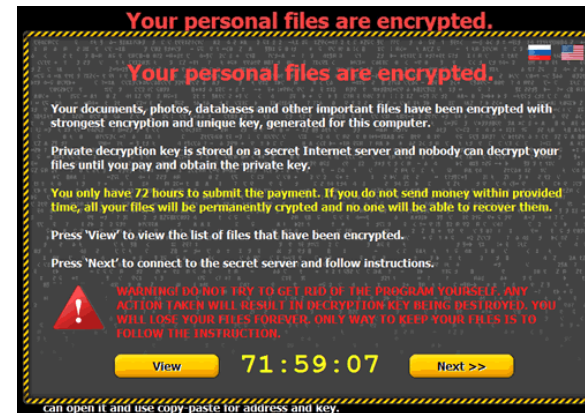 Your personal files are encrypted.
Your personal files are encrypted.
Your documents, photos, databases and other important files have been encrypted with
strongest encryption and unique key, generated for this computer.
Private decryption key is stored on a secret Internet server and nobody can decrypt your
files until you pay and obtain the private key.
You only have 72 hours to submit the payment. If you do not send money within provided
time, all your files will be permanently crypted and no one will be able to recover them.
Press 'View' to view the list of files that have been encrypted.
Press 'Next' to connect to the secret server and follow instructions.
WARNING! DO NOT TRY TO GET RID OF THE PROGRAM YOURSELF. ANY
ACTION TAKEN WILL RESULT IN DECRYPTION KEY BEING DESTROYED. YOU
WILL LOSE YOUR FILES FOREVER. ONLY WAY TO KEEP YOUR FILES IS TO
FOLLOW THE INSTRUCTION.
View
71:59:07
Next >>
can open it and use copy-paste for address and key.